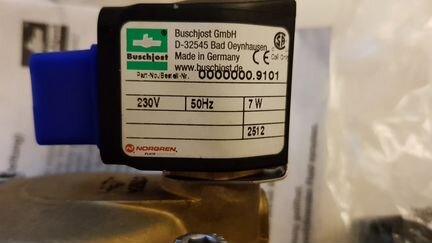 Buschjost GmbH
D-32545 Bad Oeynhausen
Made in Germany
www.buschjost.de
Buschjost
Part-No./Bestell-Nr. 0000000.9101
230V 50Hz 7 W
2512
NORGREN